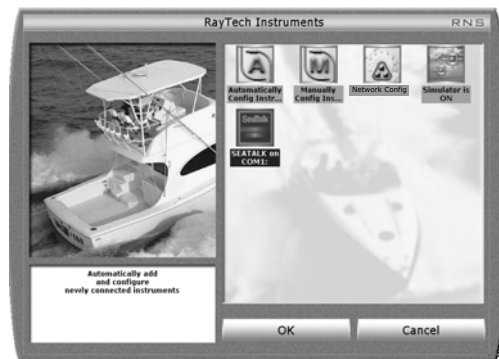 RayTech Instruments
RNS
Automatically
Config Instr...
Manually
Config Ins...
Network Config
Simulator is
ON
SeaTalk
SEATALK on
COM1:
Automatically add
and configure
newly connected instruments
OK
Cancel